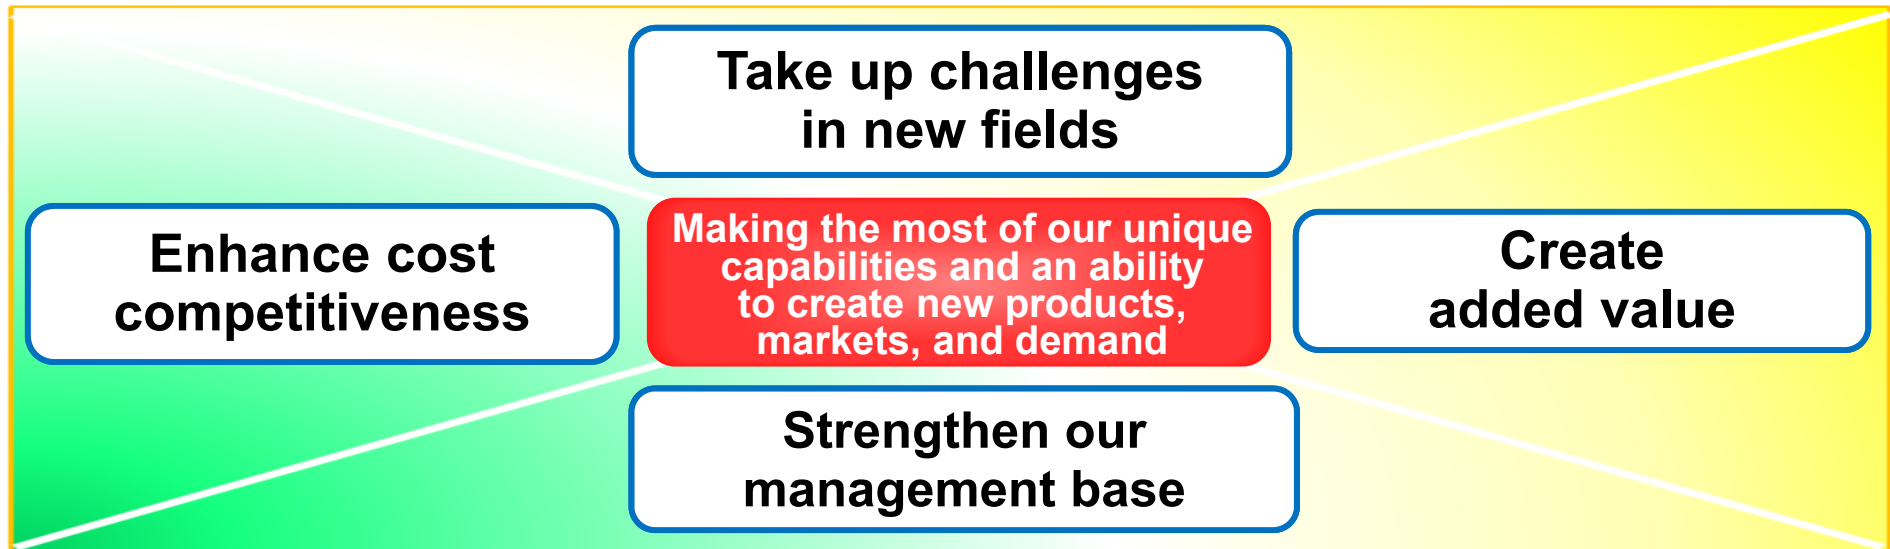 Take up challenges
in new fields
Enhance cost
competitiveness
Making the most of our unique
capabilities and an ability
to create new products,
markets, and demand
Create
added value
Strengthen our
management base